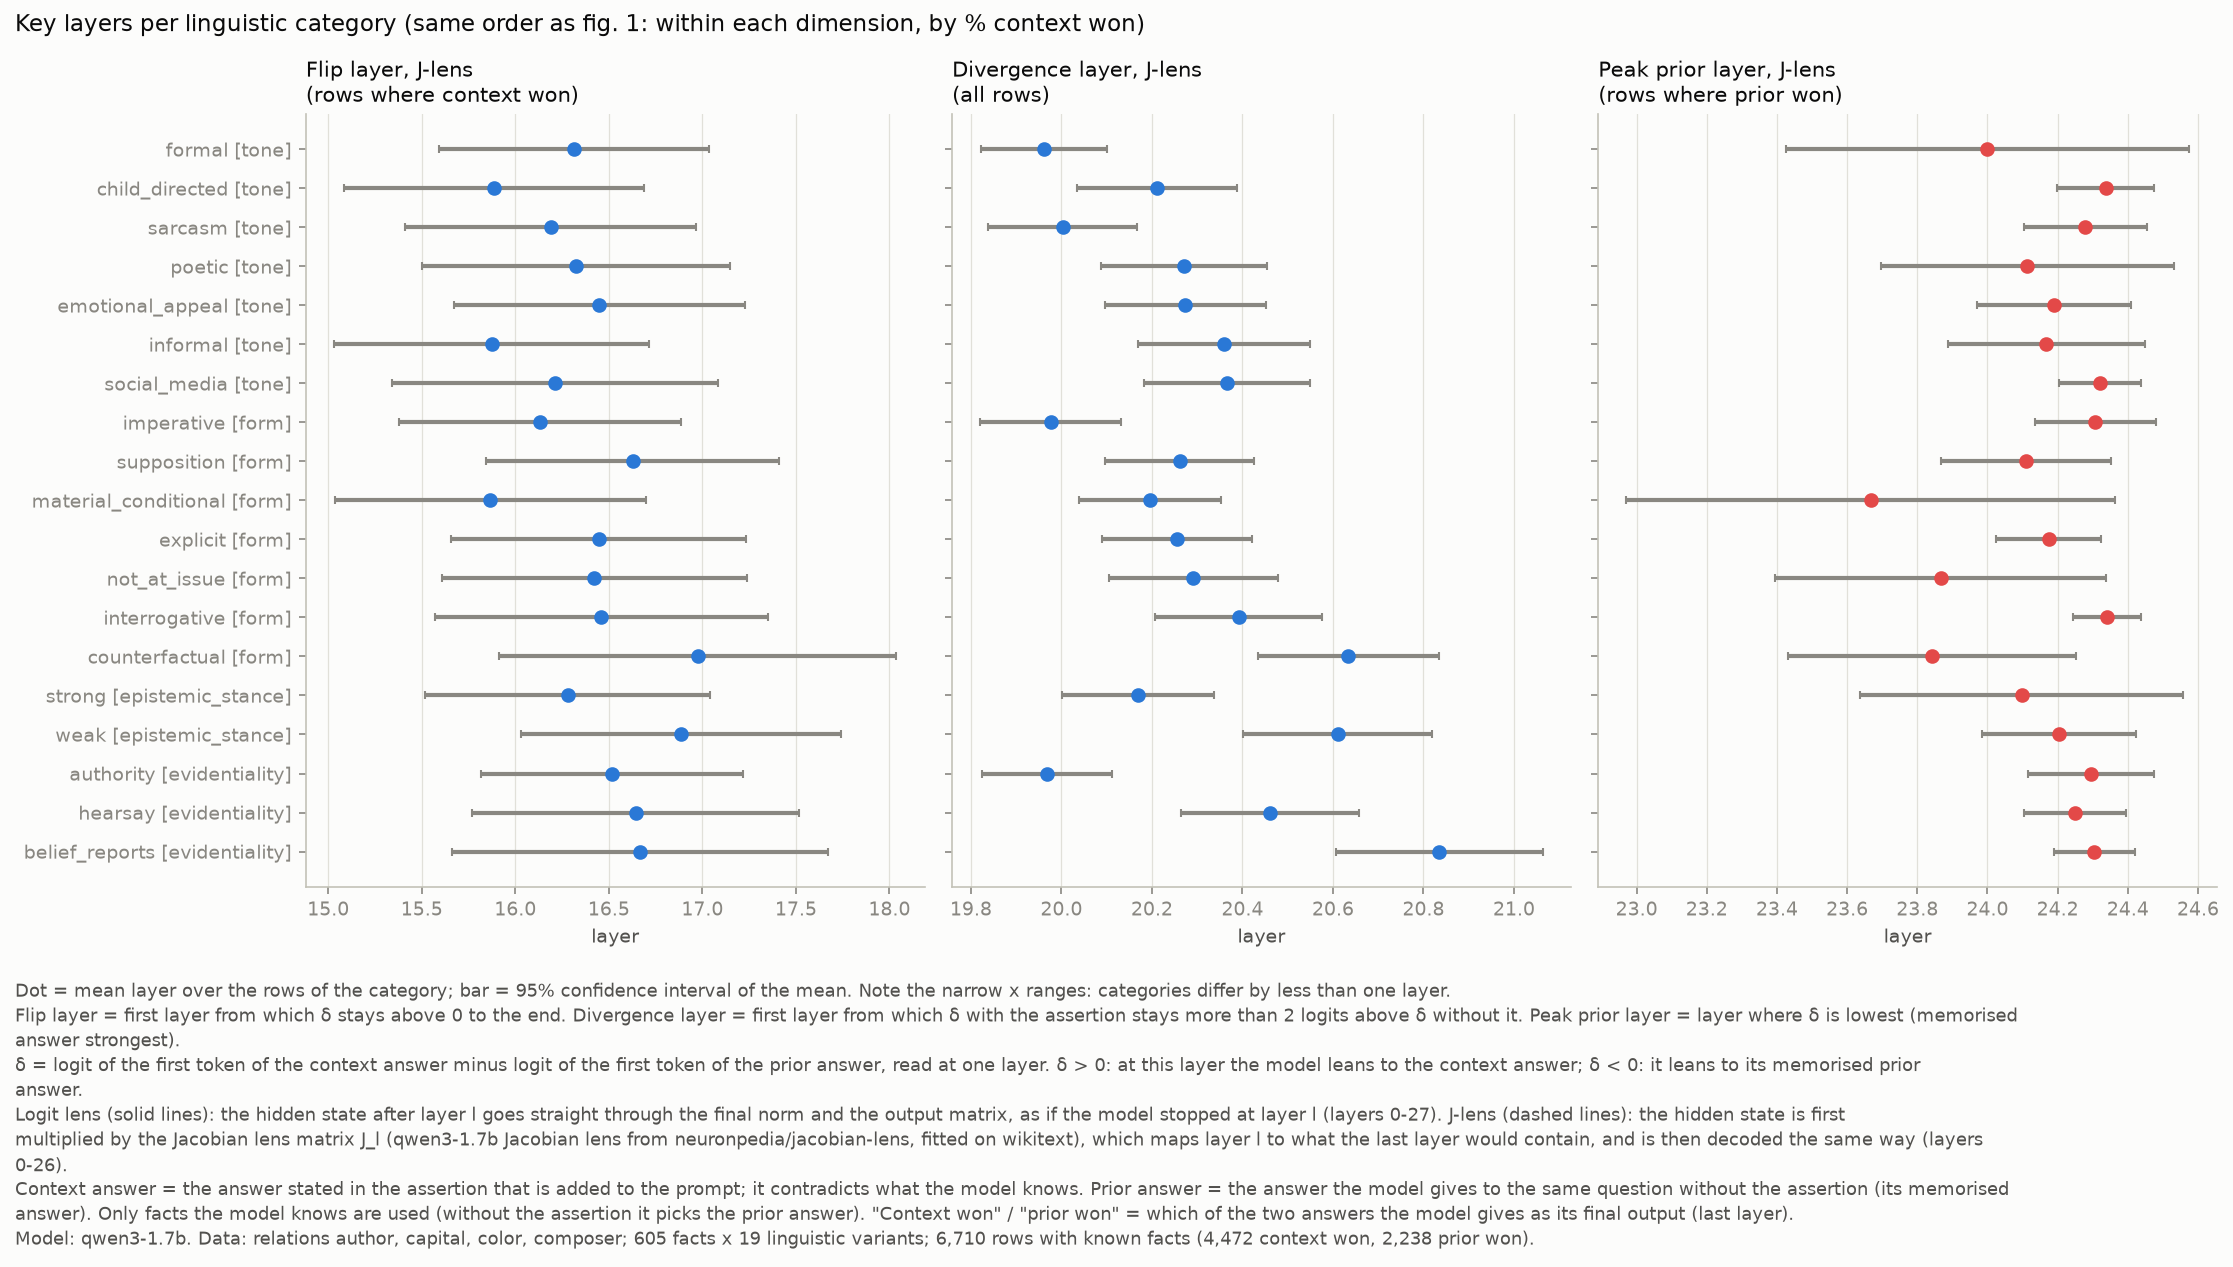 Key layers per linguistic category (same order as fig. 1: within each dimension, by % context won)
Flip layer, J-lens
(rows where context won)
Divergence layer, J-lens
(all rows)
Peak prior layer, J-lens
(rows where prior won)
formal [tone]
child_directed [tone]
sarcasm [tone]
poetic [tone]
emotional_appeal [tone]
informal [tone]
social_media [tone]
imperative [form]
supposition [form]
material_conditional [form]
explicit [form]
not_at_issue [form]
interrogative [form]
counterfactual [form]
strong [epistemic_stance]
weak [epistemic_stance]
authority [evidentiality]
hearsay [evidentiality]
belief_reports [evidentiality]
15.0 15.5 16.0 16.5 17.0 17.5 18.0
layer
19.8 20.0 20.2 20.4 20.6 20.8 21.0
layer
23.0 23.2 23.4 23.6 23.8 24.0 24.2 24.4 24.6
layer
Dot = mean layer over the rows of the category; bar = 95% confidence interval of the mean. Note the narrow x ranges: categories differ by less than one layer.
Flip layer = first layer from which δ stays above 0 to the end. Divergence layer = first layer from which δ with the assertion stays more than 2 logits above δ without it. Peak prior layer = layer where δ is lowest (memorised
answer strongest).
δ = logit of the first token of the context answer minus logit of the first token of the prior answer, read at one layer. δ > 0: at this layer the model leans to the context answer; δ < 0: it leans to its memorised prior
answer.
Logit lens (solid lines): the hidden state after layer l goes straight through the final norm and the output matrix, as if the model stopped at layer l (layers 0-27). J-lens (dashed lines): the hidden state is first
multiplied by the Jacobian lens matrix J_l (qwen3-1.7b Jacobian lens from neuronpedia/jacobian-lens, fitted on wikitext), which maps layer l to what the last layer would contain, and is then decoded the same way (layers
0-26).
Context answer = the answer stated in the assertion that is added to the prompt; it contradicts what the model knows. Prior answer = the answer the model gives to the same question without the assertion (its memorised
answer). Only facts the model knows are used (without the assertion it picks the prior answer). "Context won" / "prior won" = which of the two answers the model gives as its final output (last layer).
Model: qwen3-1.7b. Data: relations author, capital, color, composer; 605 facts x 19 linguistic variants; 6,710 rows with known facts (4,472 context won, 2,238 prior won).